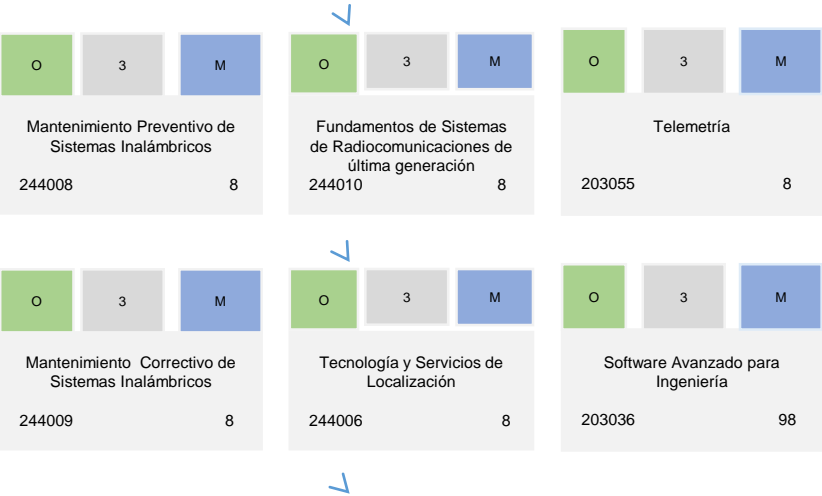 O 3 M
Mantenimiento Preventivo de
Sistemas Inalámbricos
244008 8
O 3 M
Fundamentos de Sistemas
de Radiocomunicaciones de
última generación
244010 8
O 3 M
Telemetría
203055 8
O 3 M
Mantenimiento Correctivo de
Sistemas Inalámbricos
244009 8
O 3 M
Tecnología y Servicios de
Localización
244006 8
O 3 M
Software Avanzado para
Ingeniería
203036 98